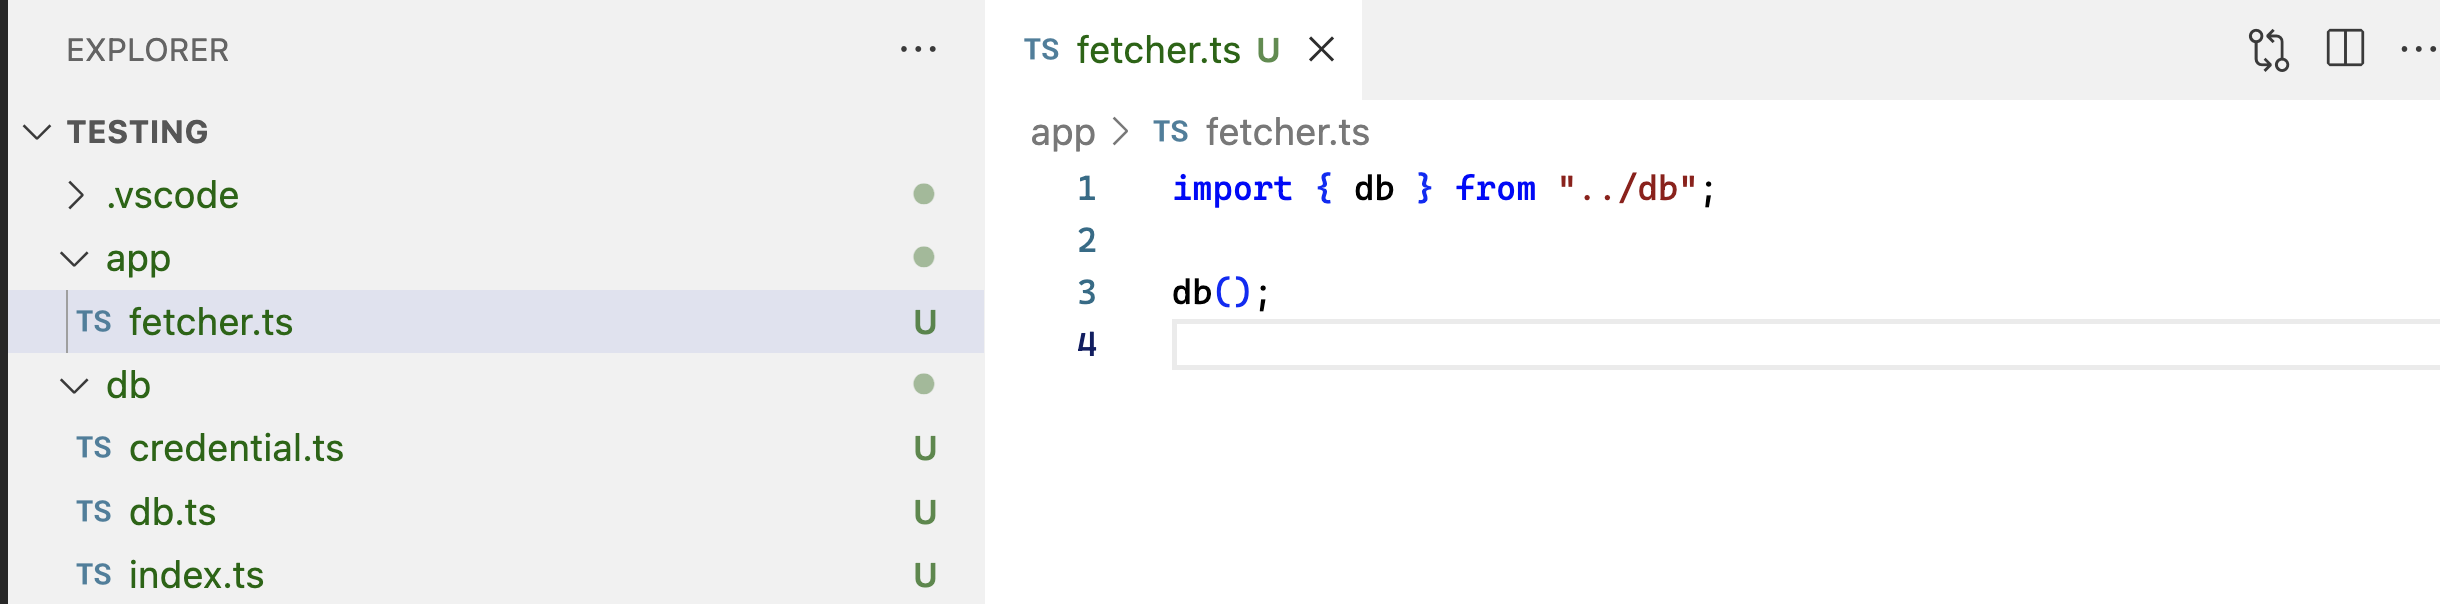 EXPLORER
TESTING
.vscode
app
TS fetcher.ts U
db
TS credential.ts U
TS db.ts U
TS index.ts U
TS fetcher.ts U
app > TS fetcher.ts
1 import { db } from "../db";
2
3 db();
4